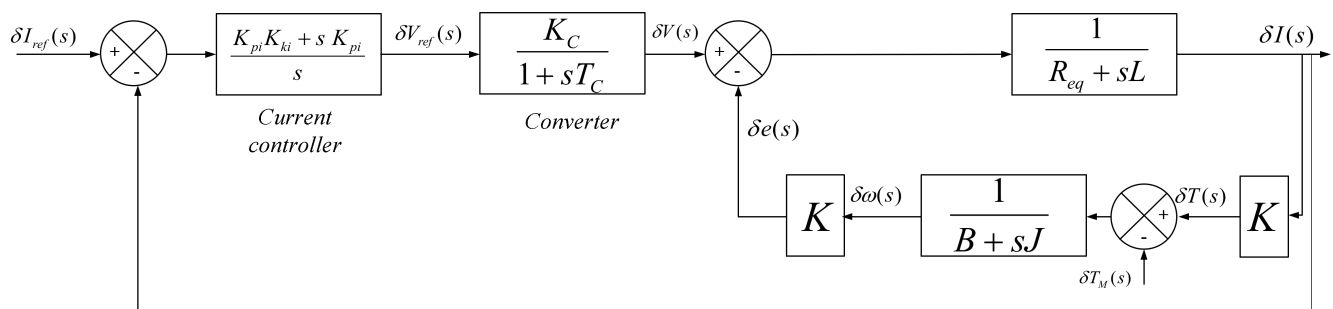 δI_ref(s)
+
-
K_pi K_ki + s K_pi
s
Current
controller
δV_ref(s)
K_C
1 + sT_C
Converter
δV(s)
+
-
1
R_eq + sL
δI(s)
δe(s)
K
δω(s)
1
B + sJ
+
-
δT(s)
K
δT_M(s)